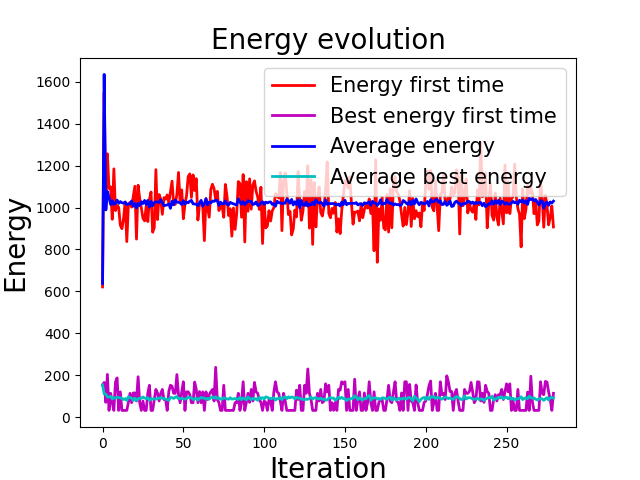 Energy evolution
Energy first time
Best energy first time
Average energy
Average best energy
Energy
1600
1400
1200
1000
800
600
400
200
0
0 50 100 150 200 250
Iteration